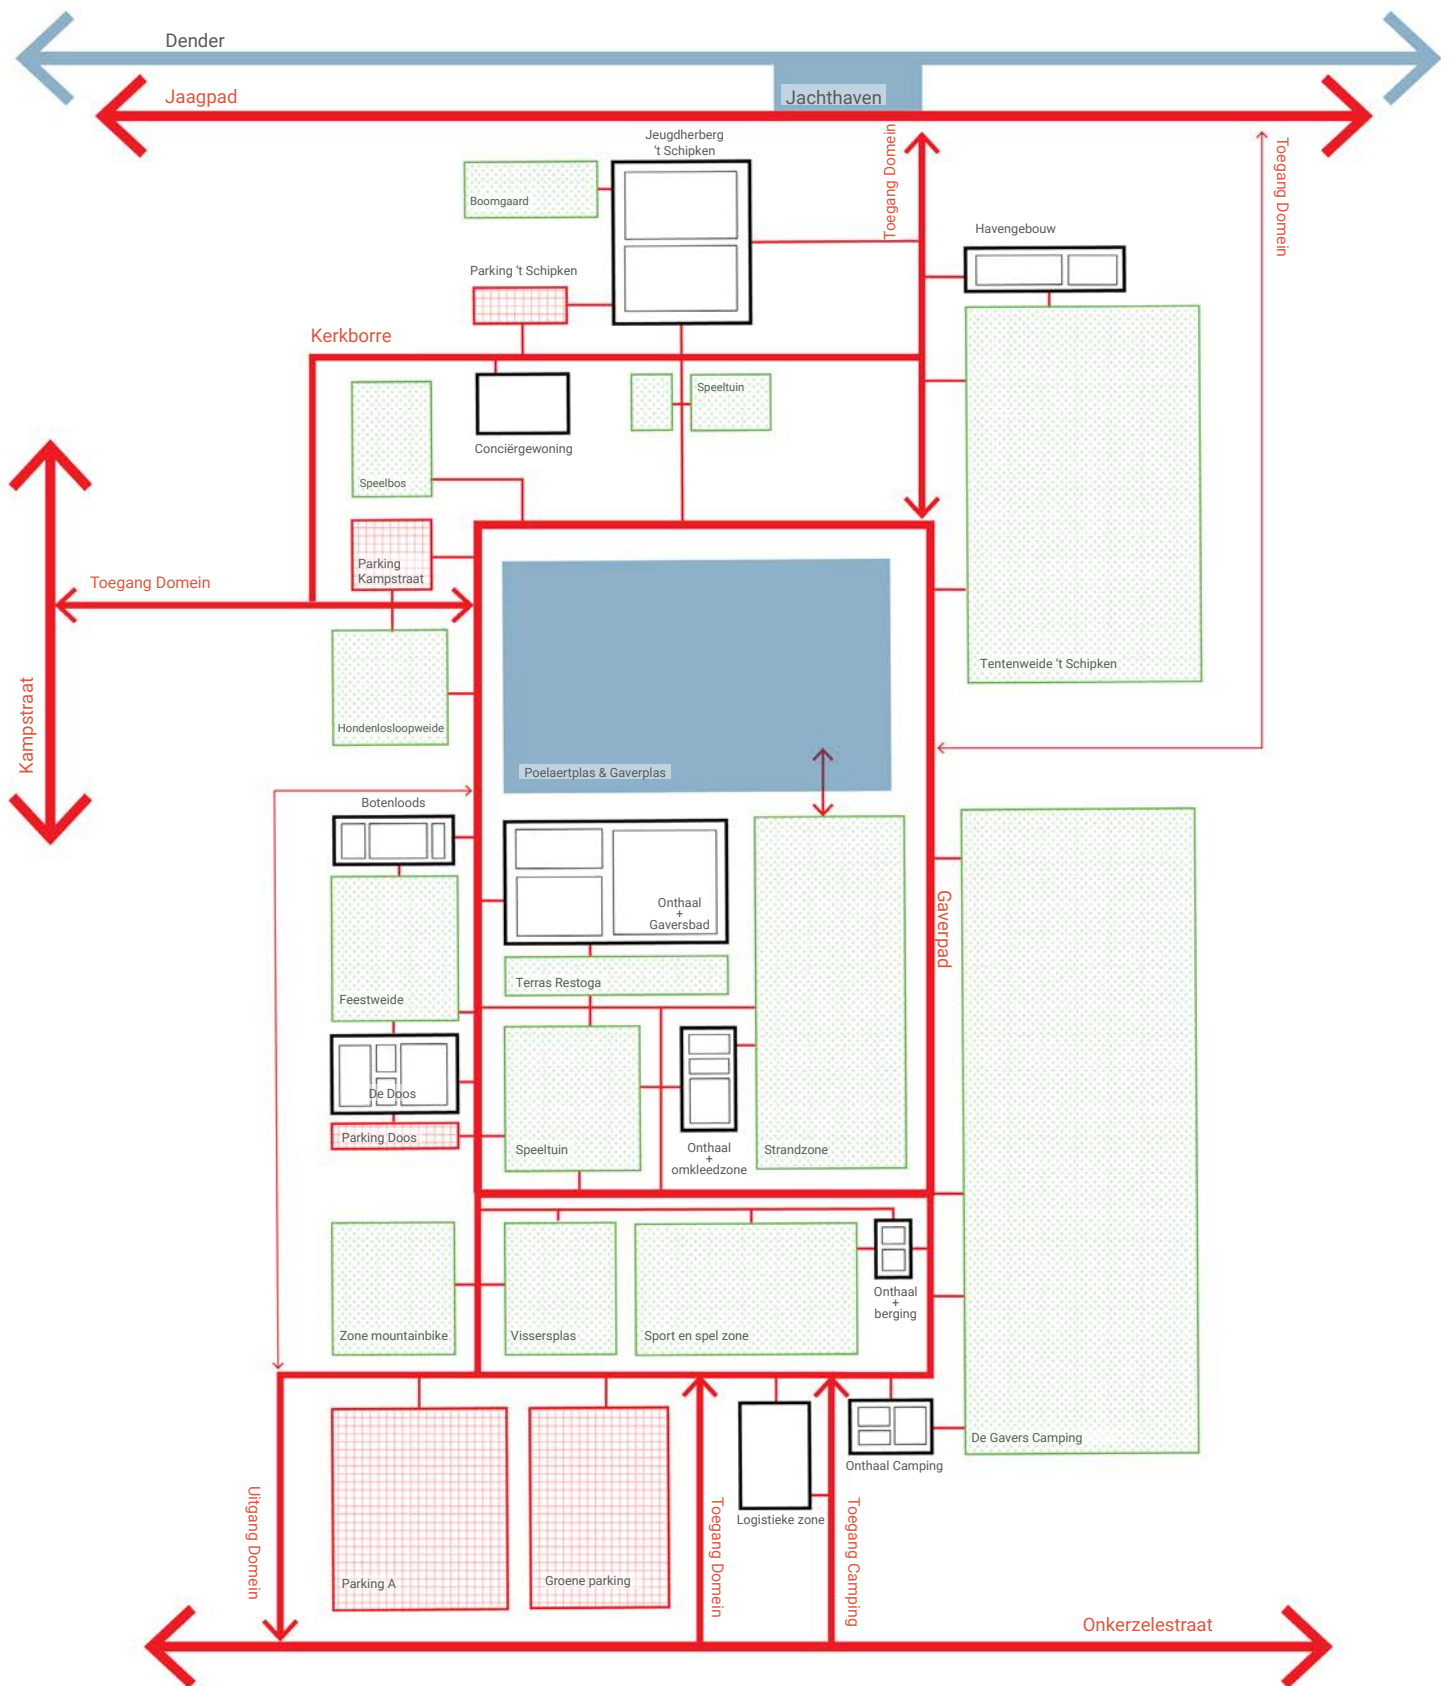 Dender
Jaagpad
Jachthaven
Jeugdherberg
't Schipken
Toegang Domein
Toegang Domein
Boomgaard
Havengebouw
Parking 't Schipken
Kerkborre
Speeltuin
Conciërgewoning
Speelbos
Parking
Kampstraat
Toegang Domein
Tentenweide 't Schipken
Kampstraat
Hondenlosloopweide
Poelaertplas & Gaverplas
Botenloods
Onthaal
+
Gaversbad
Gaverpad
Terras Restoga
Feestweide
De Doos
Parking Doos
Speeltuin
Onthaal
+
omkleedzone
Strandzone
Onthaal
+
berging
Zone mountainbike
Vissersplas
Sport en spel zone
De Gavers Camping
Onthaal Camping
Uitgang Domein
Toegang Domein
Logistieke zone
Toegang Camping
Parking A
Groene parking
Onkerzelestraat